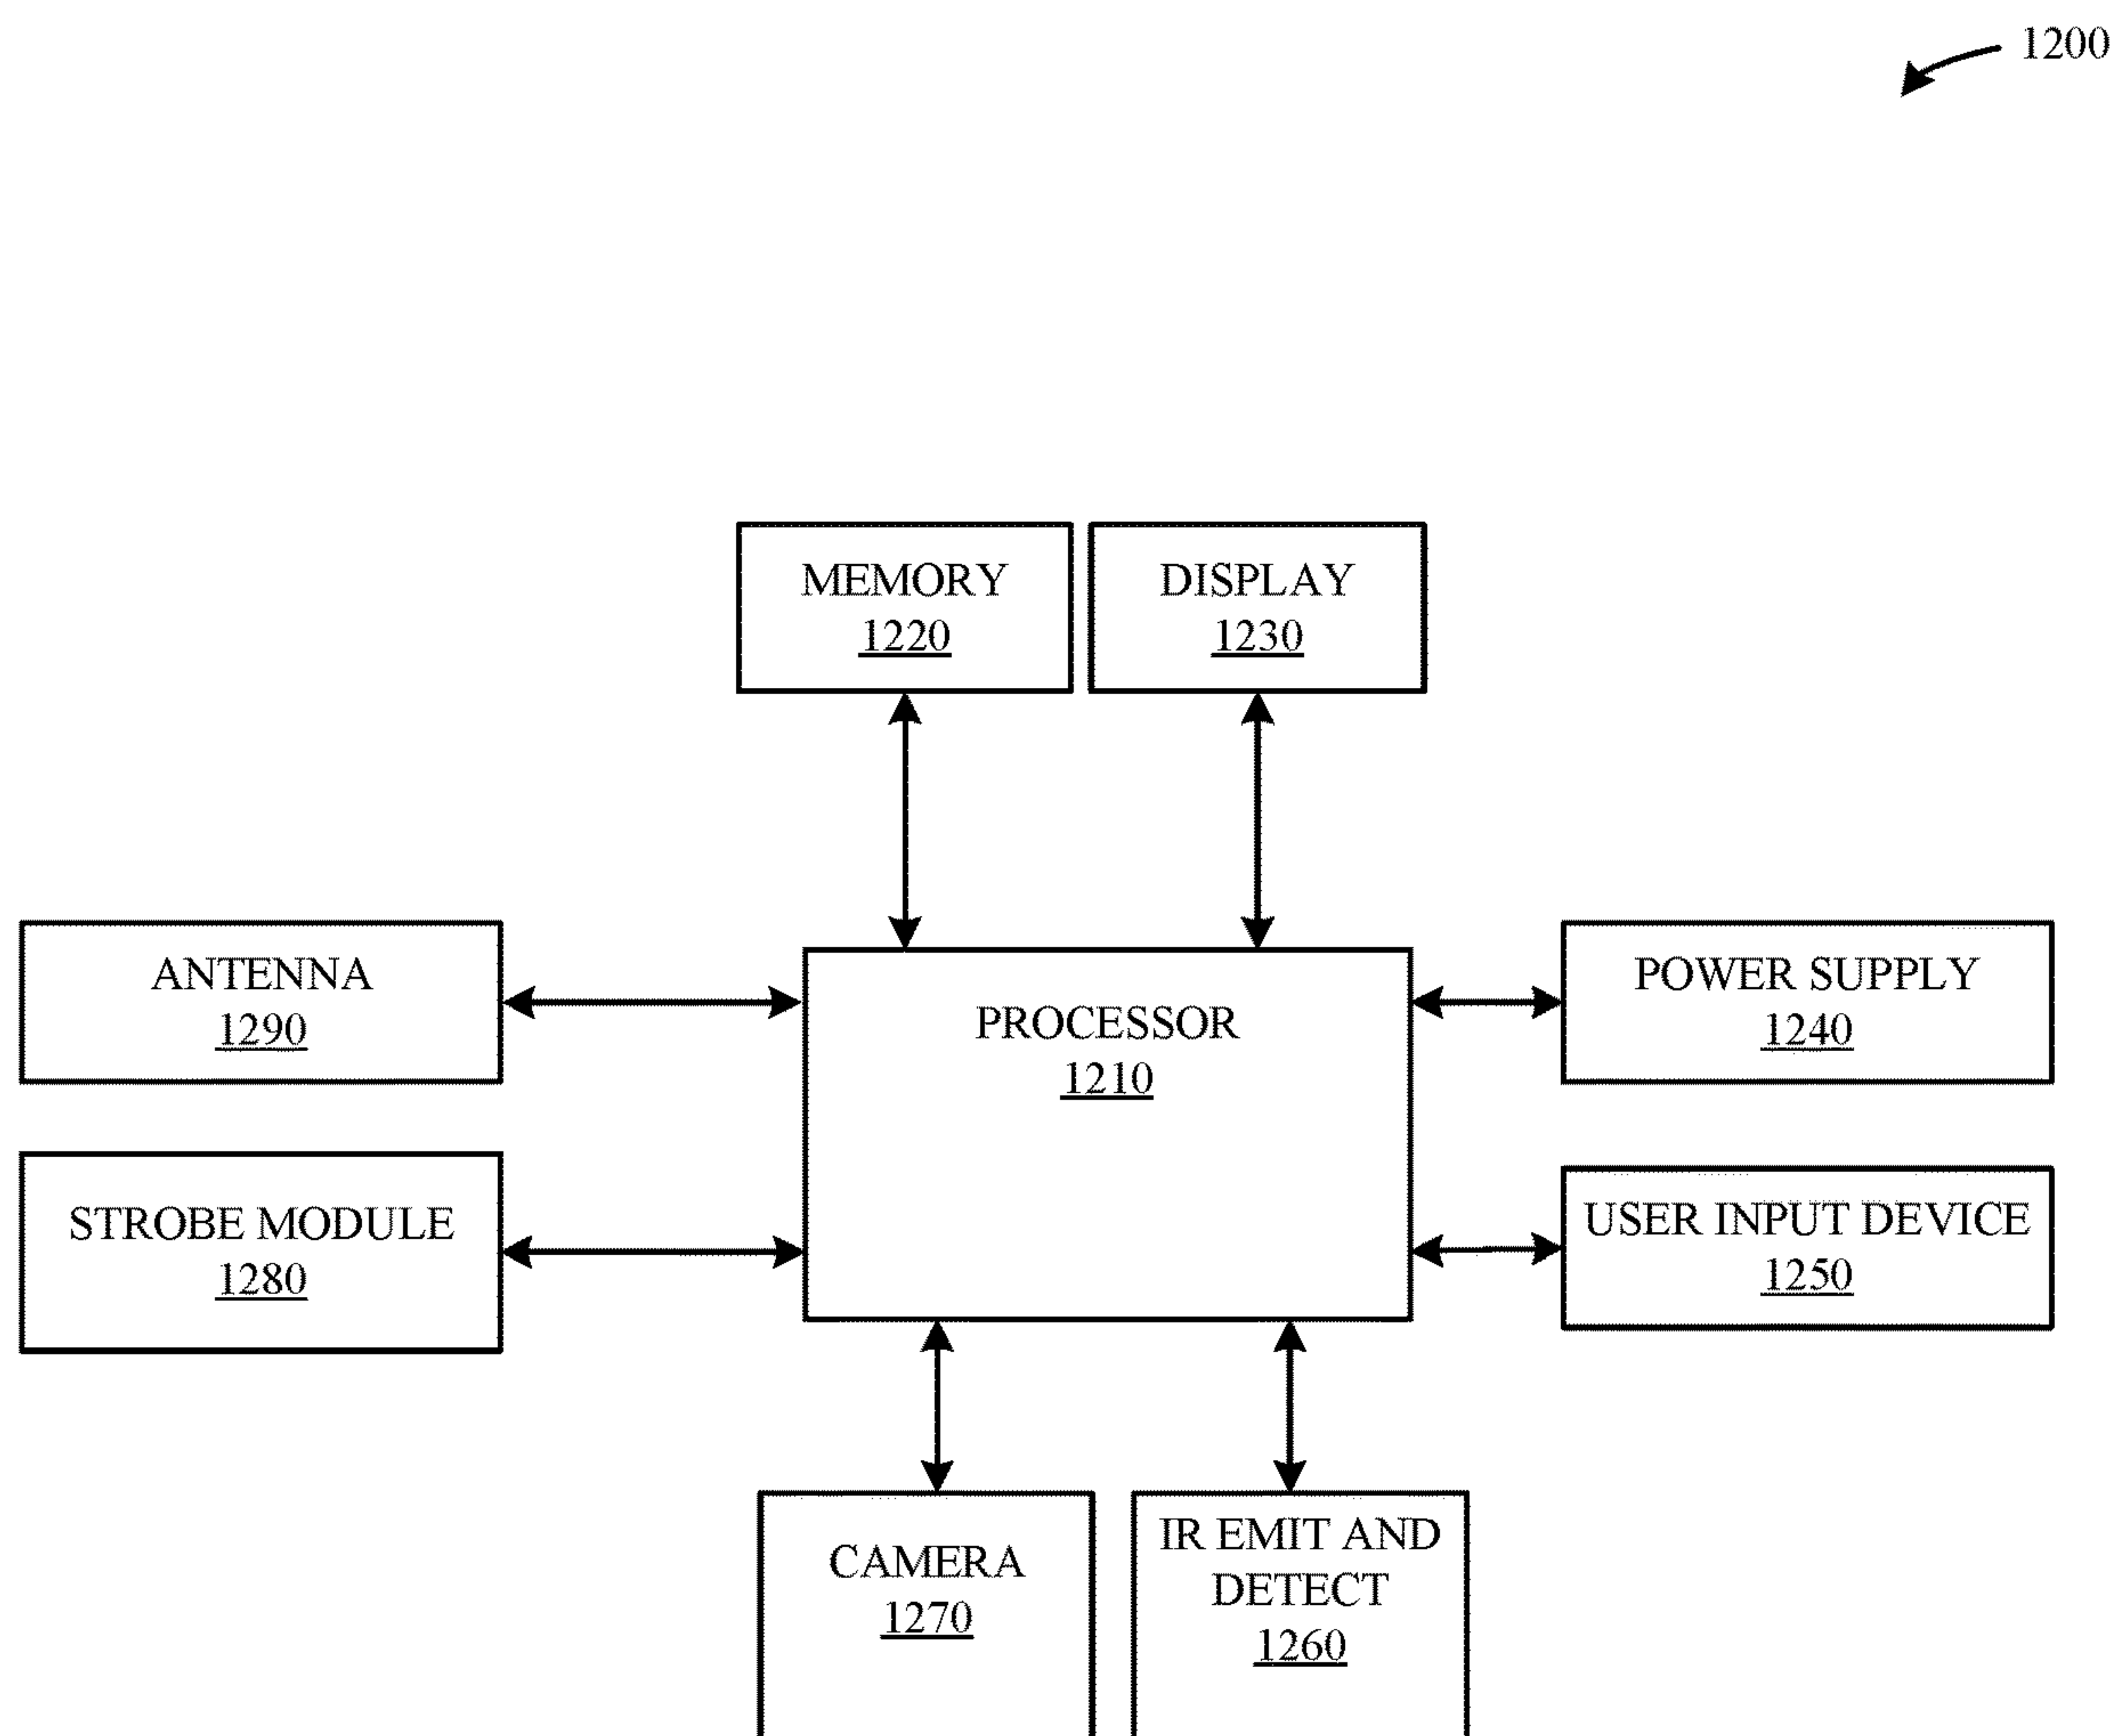 1200
MEMORY
1220
DISPLAY
1230
ANTENNA
1290
PROCESSOR
1210
POWER SUPPLY
1240
STROBE MODULE
1280
USER INPUT DEVICE
1250
CAMERA
1270
IR EMIT AND
DETECT
1260